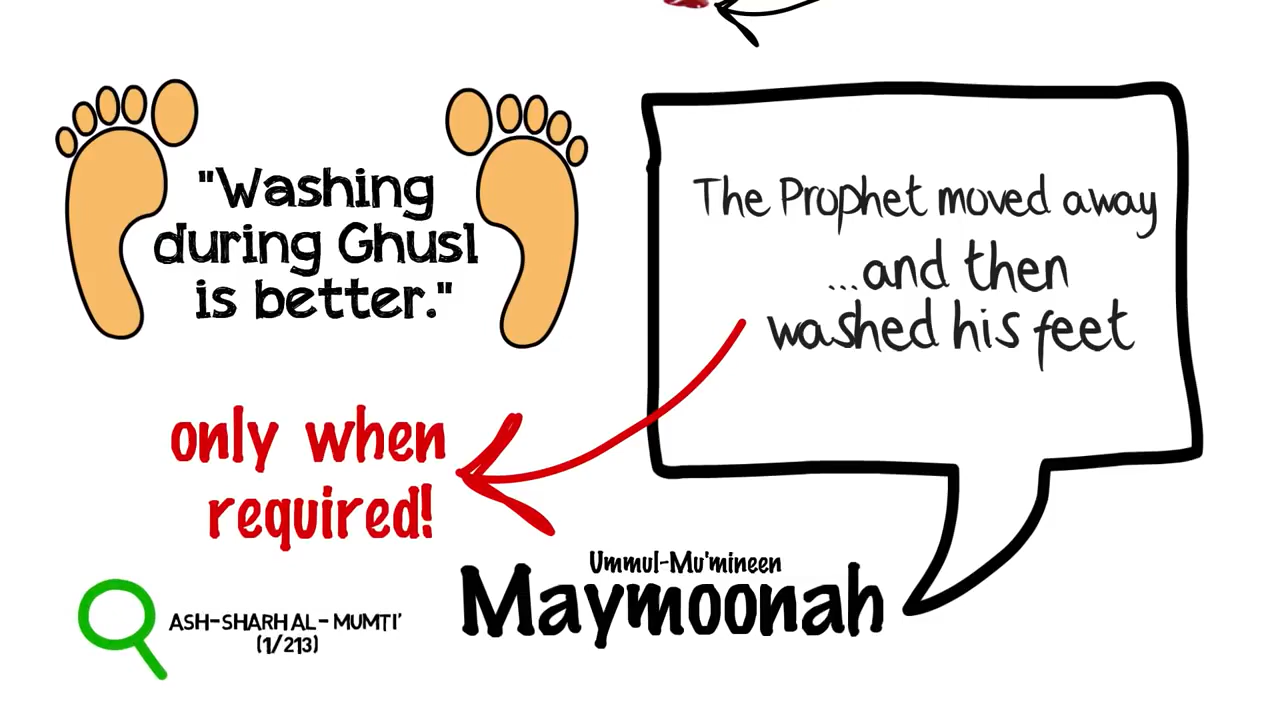 "Washing
during Ghusl
is better."
The Prophet moved away
...and then
washed his feet
only when
required!
Ummul-Mu'mineen
Maymoonah
ASH-SHARH AL-MUMTI'
(1/213)